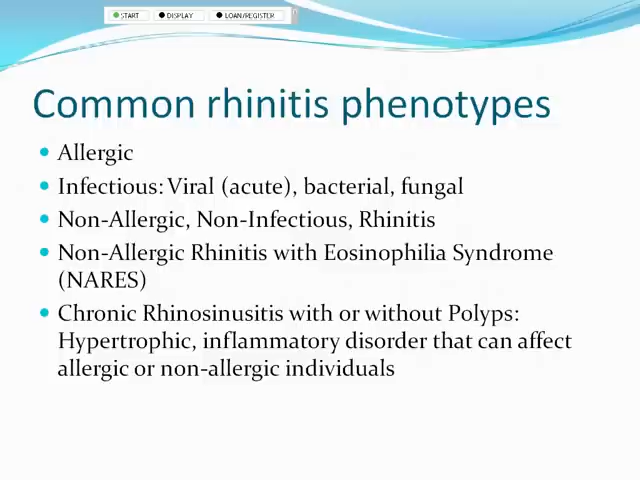 START DISPLAY LOAN/REGISTER
Common rhinitis phenotypes
Allergic
Infectious: Viral (acute), bacterial, fungal
Non-Allergic, Non-Infectious, Rhinitis
Non-Allergic Rhinitis with Eosinophilia Syndrome
(NARES)
Chronic Rhinosinusitis with or without Polyps:
Hypertrophic, inflammatory disorder that can affect
allergic or non-allergic individuals